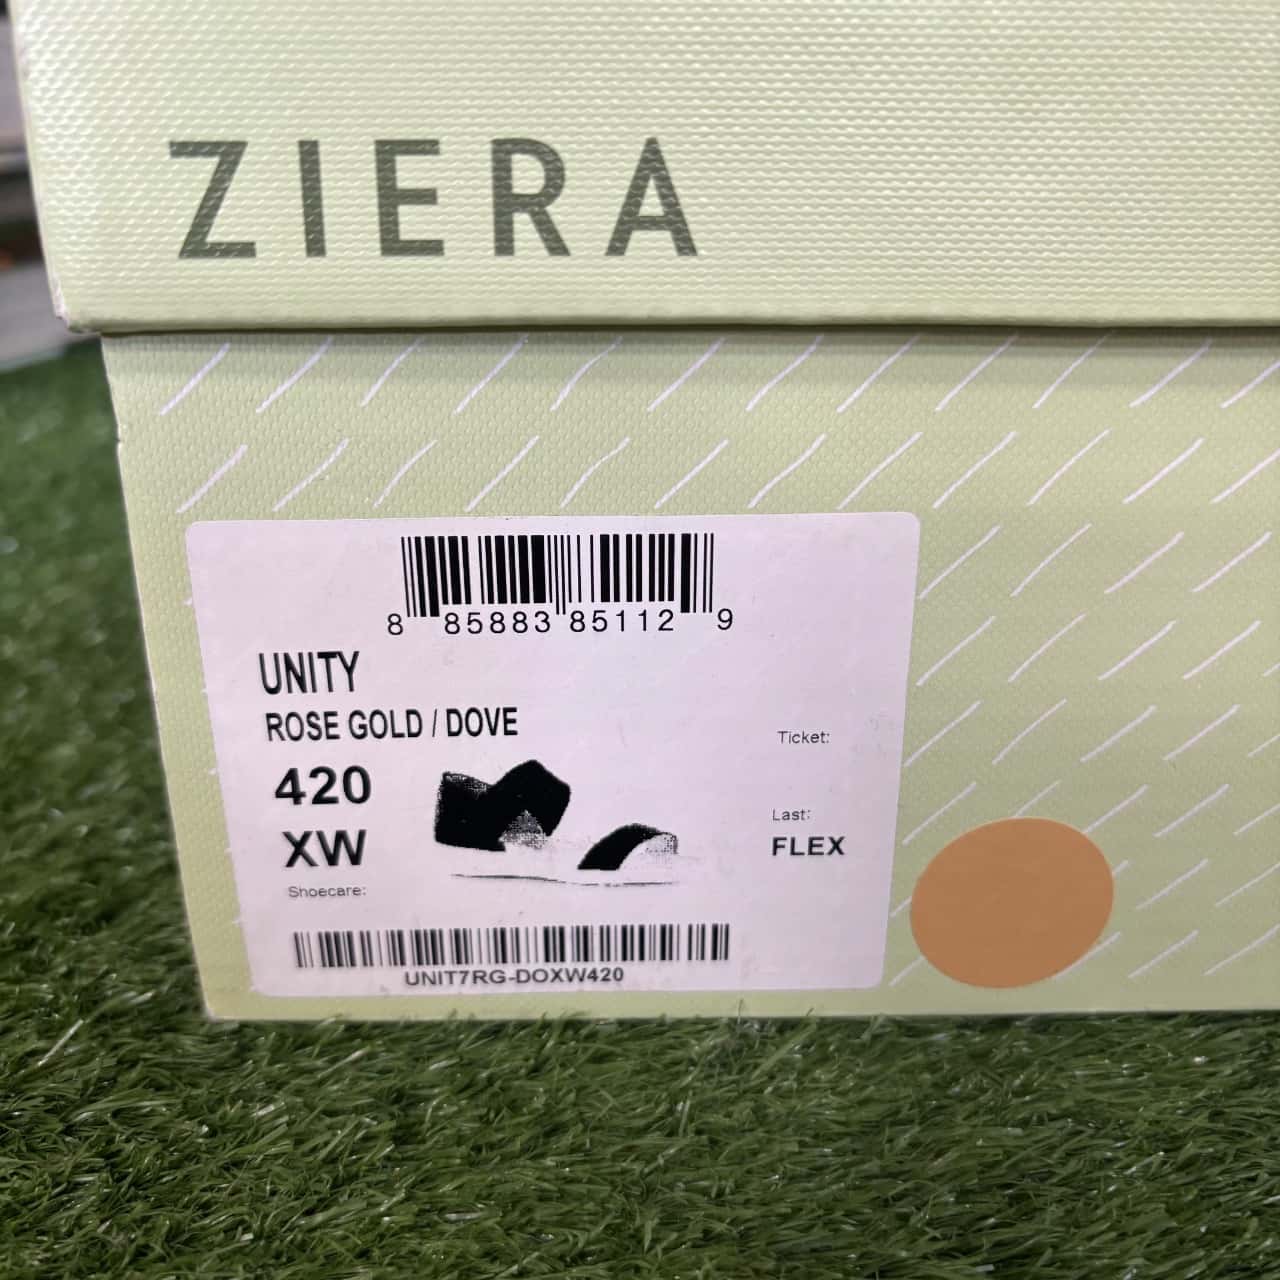 ZIERA
8 85883 85112 9
UNITY
ROSE GOLD / DOVE
Ticket:
420
Last:
XW
FLEX
Shoecare:
UNIT7RG-DOXW420